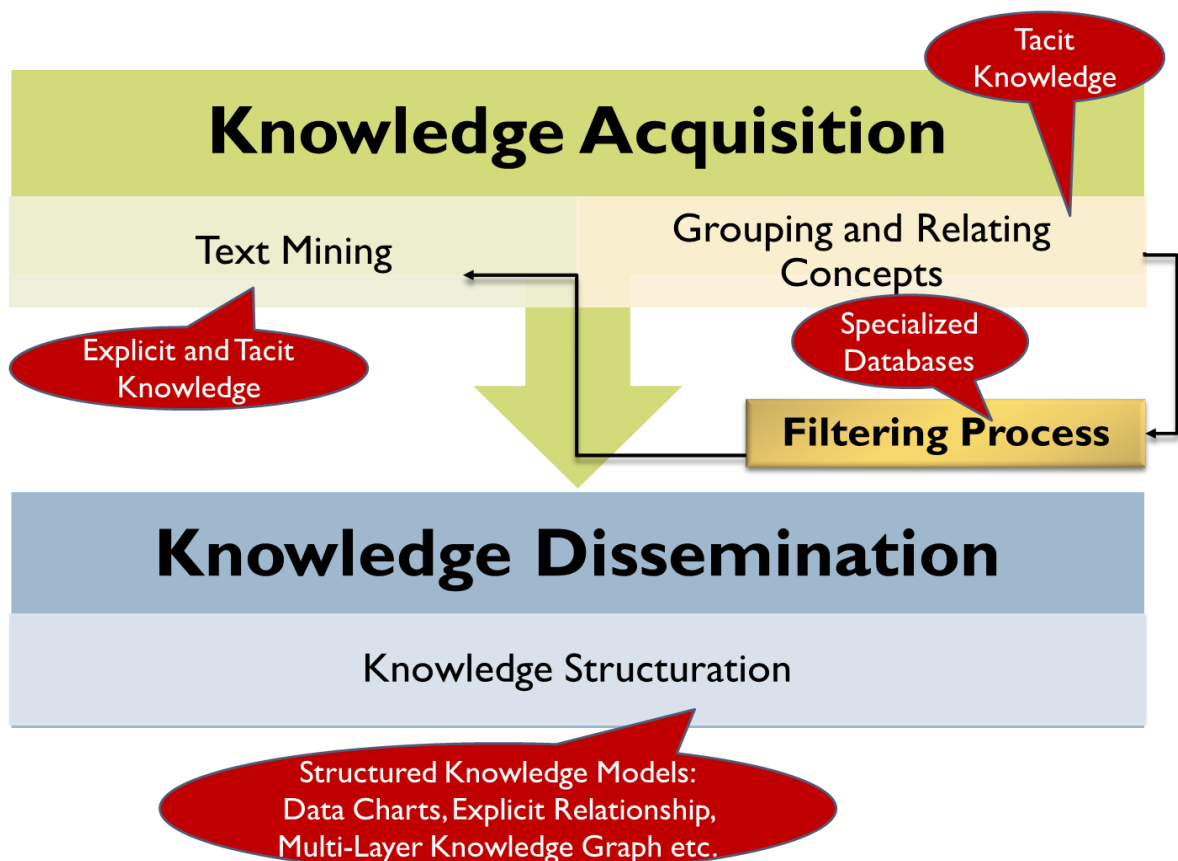 Tacit
Knowledge
Knowledge Acquisition
Text Mining
Grouping and Relating
Concepts
Explicit and Tacit
Knowledge
Specialized
Databases
Filtering Process
Knowledge Dissemination
Knowledge Structuration
Structured Knowledge Models:
Data Charts, Explicit Relationship,
Multi-Layer Knowledge Graph etc.